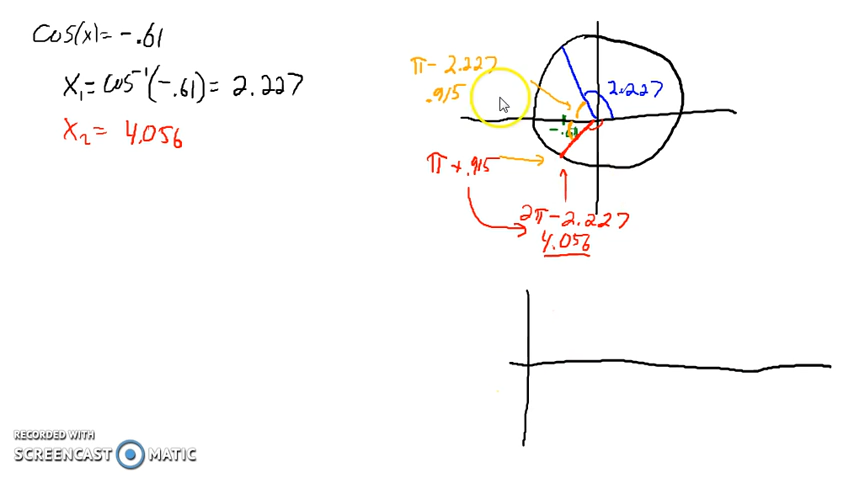 cos(x) = -.61
x₁ = cos⁻¹(-.61) = 2.227
x₂ = 4.056
π - 2.227
.915
2.227
-.61
π + .915
2π - 2.227
4.056
RECORDED WITH
SCREENCAST MATIC